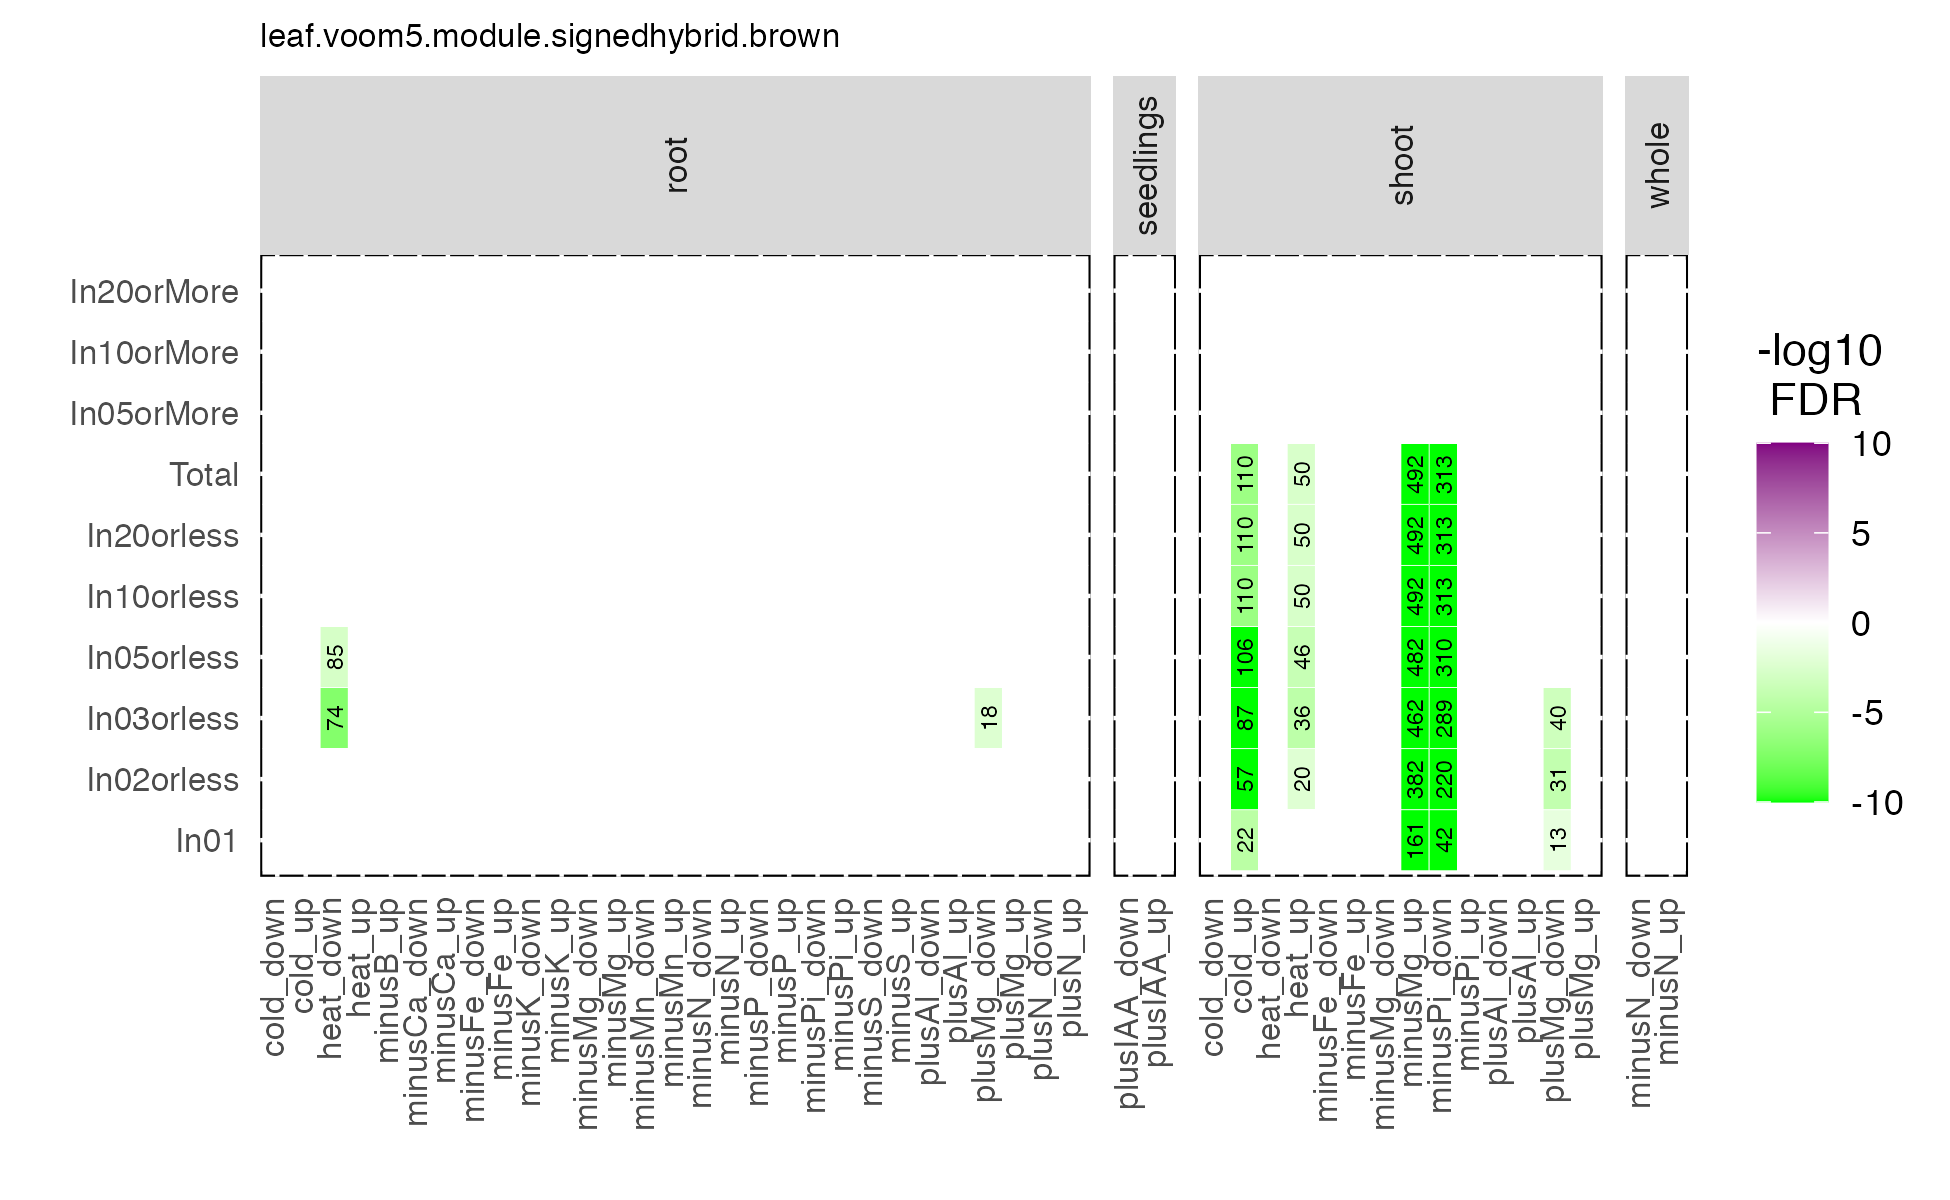 leaf.voom5.module.signedhybrid.brown
root
seedlings
shoot
whole
In20orMore
In10orMore
In05orMore
Total 110 50 492 313
In20orless 110 50 492 313
In10orless 110 50 492 313
In05orless 85 106 46 482 310
In03orless 74 18 87 36 462 289 40
In02orless 57 20 382 220 31
In01 22 161 42 13
cold_down
cold_up
heat_down
heat_up
minusB_up
minusCa_down
minusCa_up
minusFe_down
minusFe_up
minusK_down
minusK_up
minusMg_down
minusMg_up
minusMn_down
minusMn_up
minusN_down
minusN_up
minusP_down
minusP_up
minusPi_down
minusPi_up
minusS_down
minusS_up
plusAl_down
plusAl_up
plusMg_down
plusMg_up
plusN_down
plusN_up
plusIAA_down
plusIAA_up
cold_down
cold_up
heat_down
heat_up
minusFe_down
minusFe_up
minusMg_down
minusMg_up
minusPi_down
minusPi_up
plusAl_down
plusAl_up
plusMg_down
plusMg_up
minusN_down
minusN_up
-log10
FDR
10
5
0
-5
-10